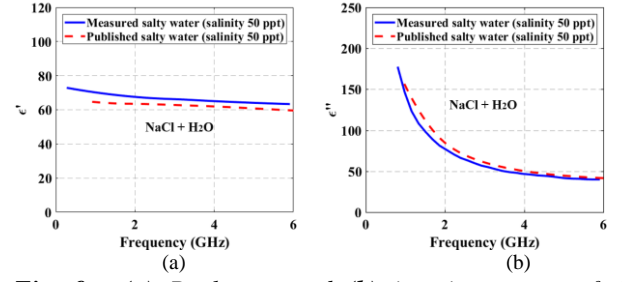 120
100
80
60
40
20
0
ϵ'
Measured salty water (salinity 50 ppt)
Published salty water (salinity 50 ppt)
NaCl + H2O
0 2 4 6
Frequency (GHz)
(a)
250
200
150
100
50
0
ϵ''
Measured salty water (salinity 50 ppt)
Published salty water (salinity 50 ppt)
NaCl + H2O
0 2 4 6
Frequency (GHz)
(b)